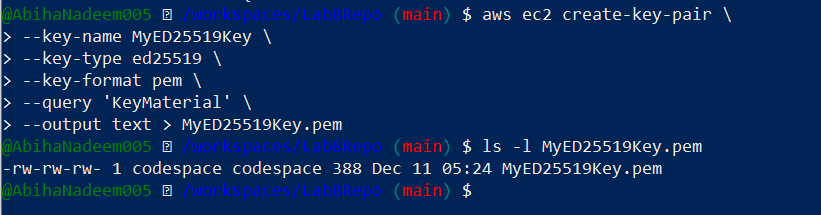 @AbihaNadeem005 /workspaces/Lab8Repo (main) $ aws ec2 create-key-pair \
> --key-name MyED25519Key \
> --key-type ed25519 \
> --key-format pem \
> --query 'KeyMaterial' \
> --output text > MyED25519Key.pem
@AbihaNadeem005 /workspaces/Lab8Repo (main) $ ls -l MyED25519Key.pem
-rw-rw-rw- 1 codespace codespace 388 Dec 11 05:24 MyED25519Key.pem
@AbihaNadeem005 /workspaces/Lab8Repo (main) $